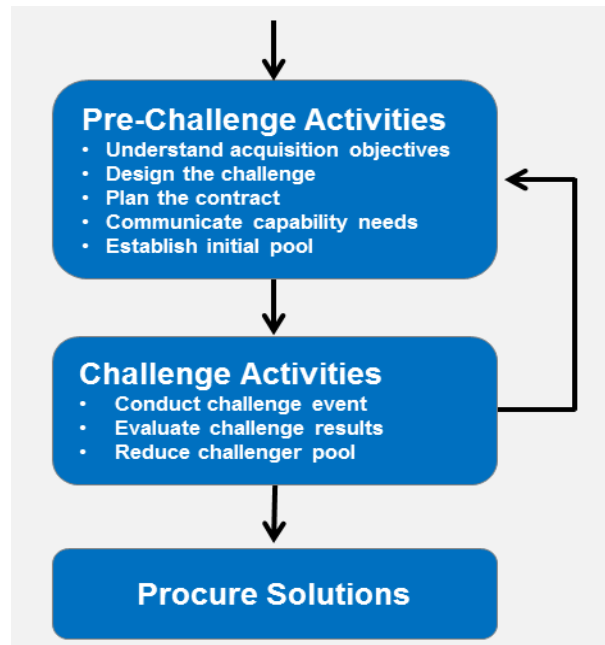 Pre-Challenge Activities
• Understand acquisition objectives
• Design the challenge
• Plan the contract
• Communicate capability needs
• Establish initial pool
Challenge Activities
• Conduct challenge event
• Evaluate challenge results
• Reduce challenger pool
Procure Solutions